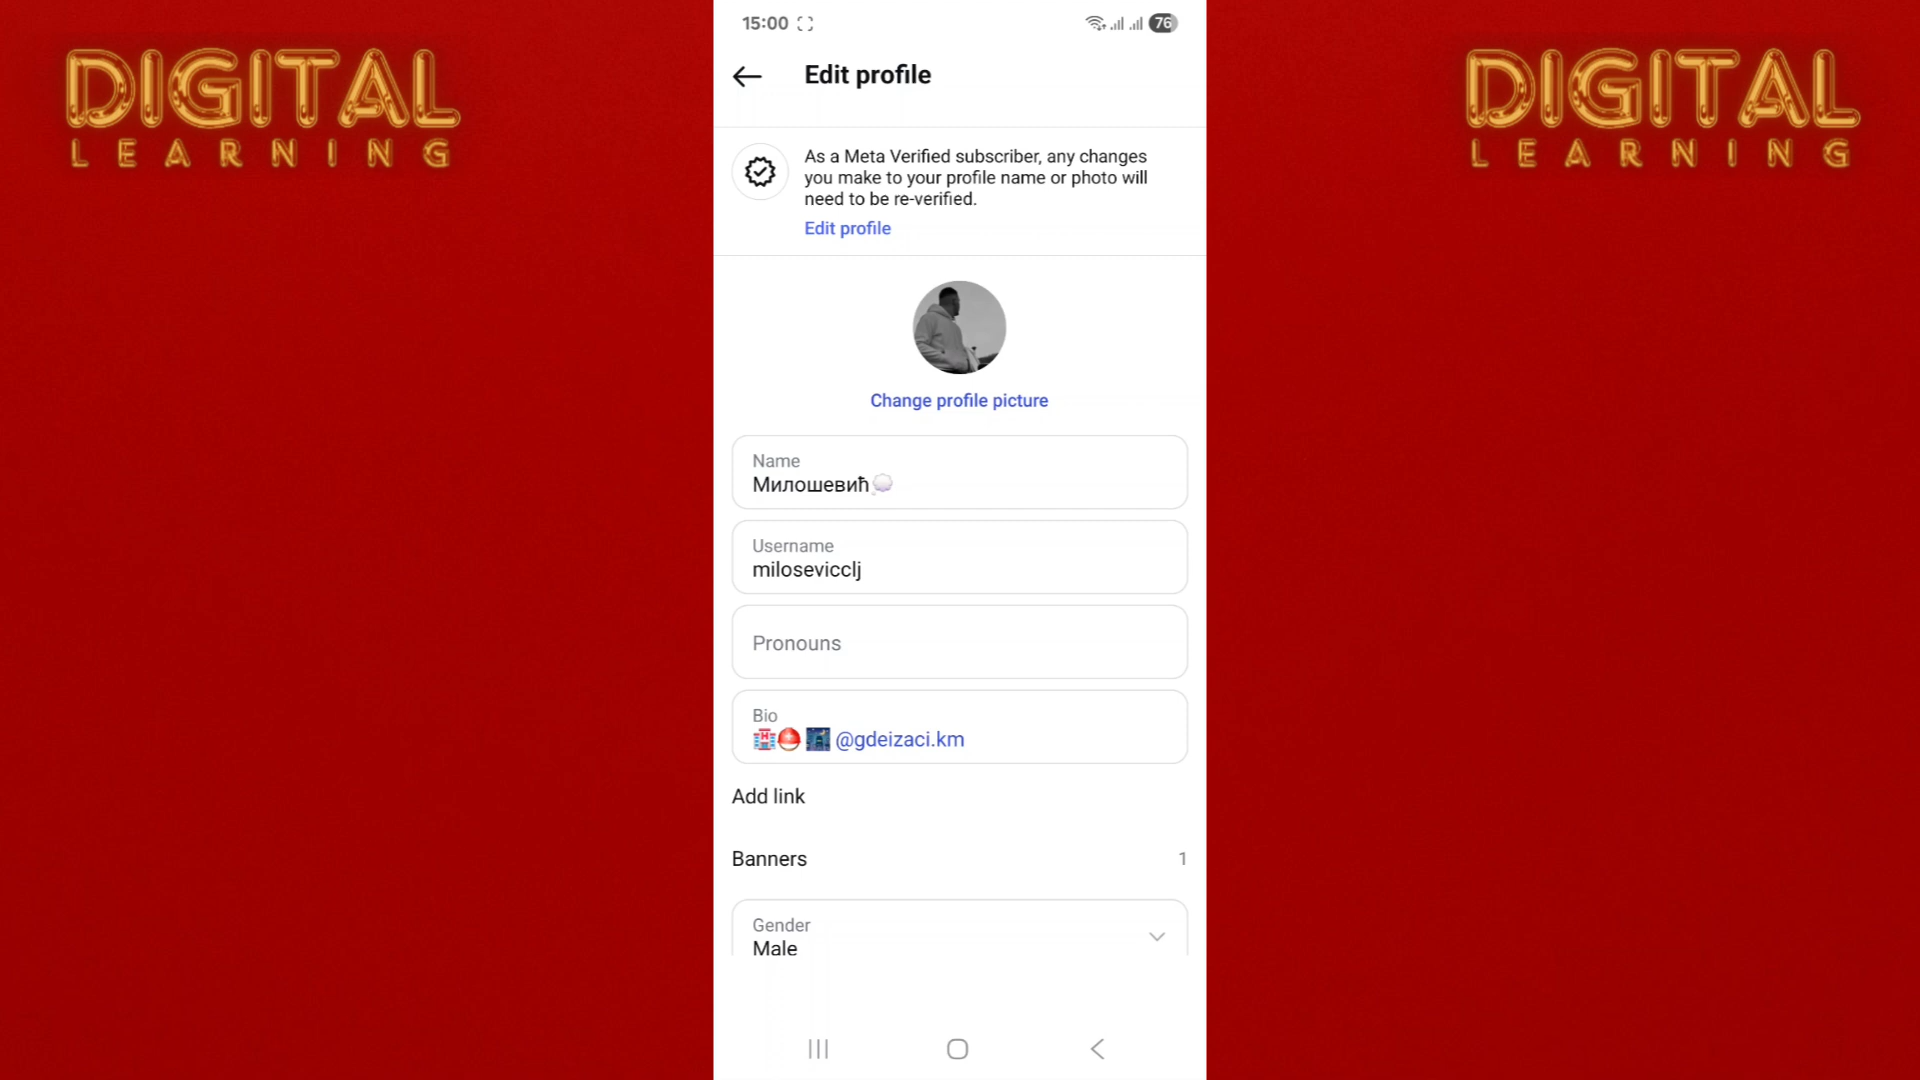 DIGITAL
LEARNING
15:00
76
Edit profile
As a Meta Verified subscriber, any changes
you make to your profile name or photo will
need to be re-verified.
Edit profile
Change profile picture
Name
Милошевић
Username
milosevicclj
Pronouns
Bio
@gdeizaci.km
Add link
Banners 1
Gender
Male
DIGITAL
LEARNING